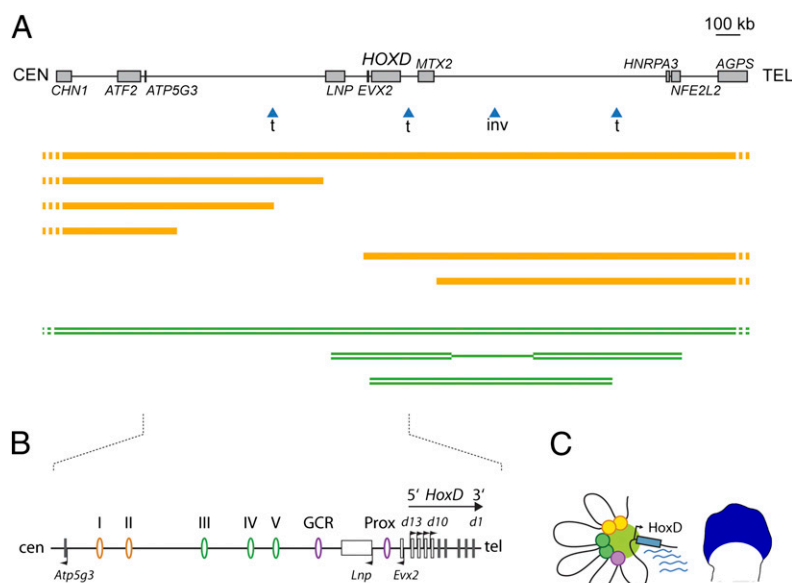 A
100 kb
CEN
CHN1
ATF2
ATP5G3
LNP
EVX2
HOXD
MTX2
HNRPA3
NFE2L2
AGPS
TEL
t
t
inv
t
B
5' HoxD 3'
I II III IV V GCR Prox d13 d10 d1
cen
tel
Atp5g3
Lnp
Evx2
C
HoxD